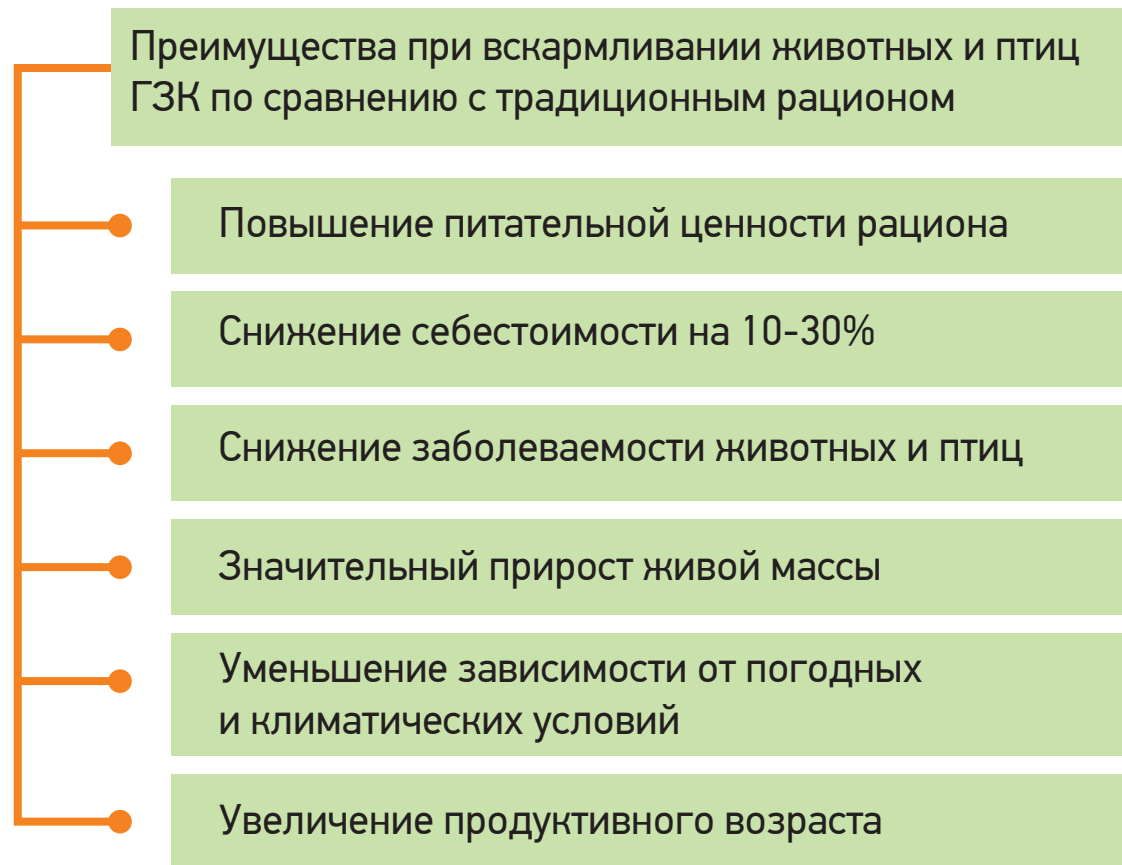 Преимущества при вскармливании животных и птиц
ГЗК по сравнению с традиционным рационом
Повышение питательной ценности рациона
Снижение себестоимости на 10-30%
Снижение заболеваемости животных и птиц
Значительный прирост живой массы
Уменьшение зависимости от погодных
и климатических условий
Увеличение продуктивного возраста